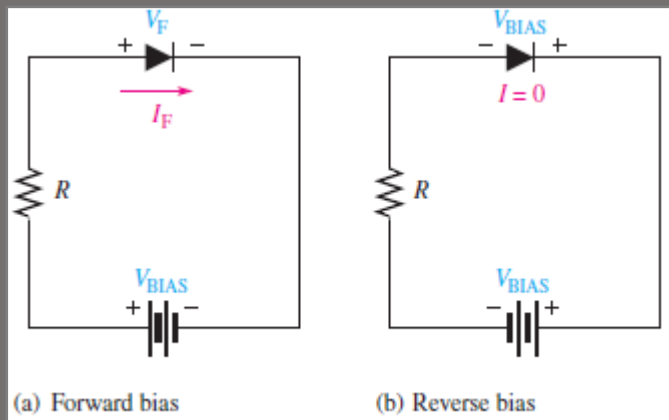 V_F
+ −
I_F
R
V_BIAS
+ −
(a) Forward bias
V_BIAS
− +
I = 0
R
V_BIAS
− +
(b) Reverse bias